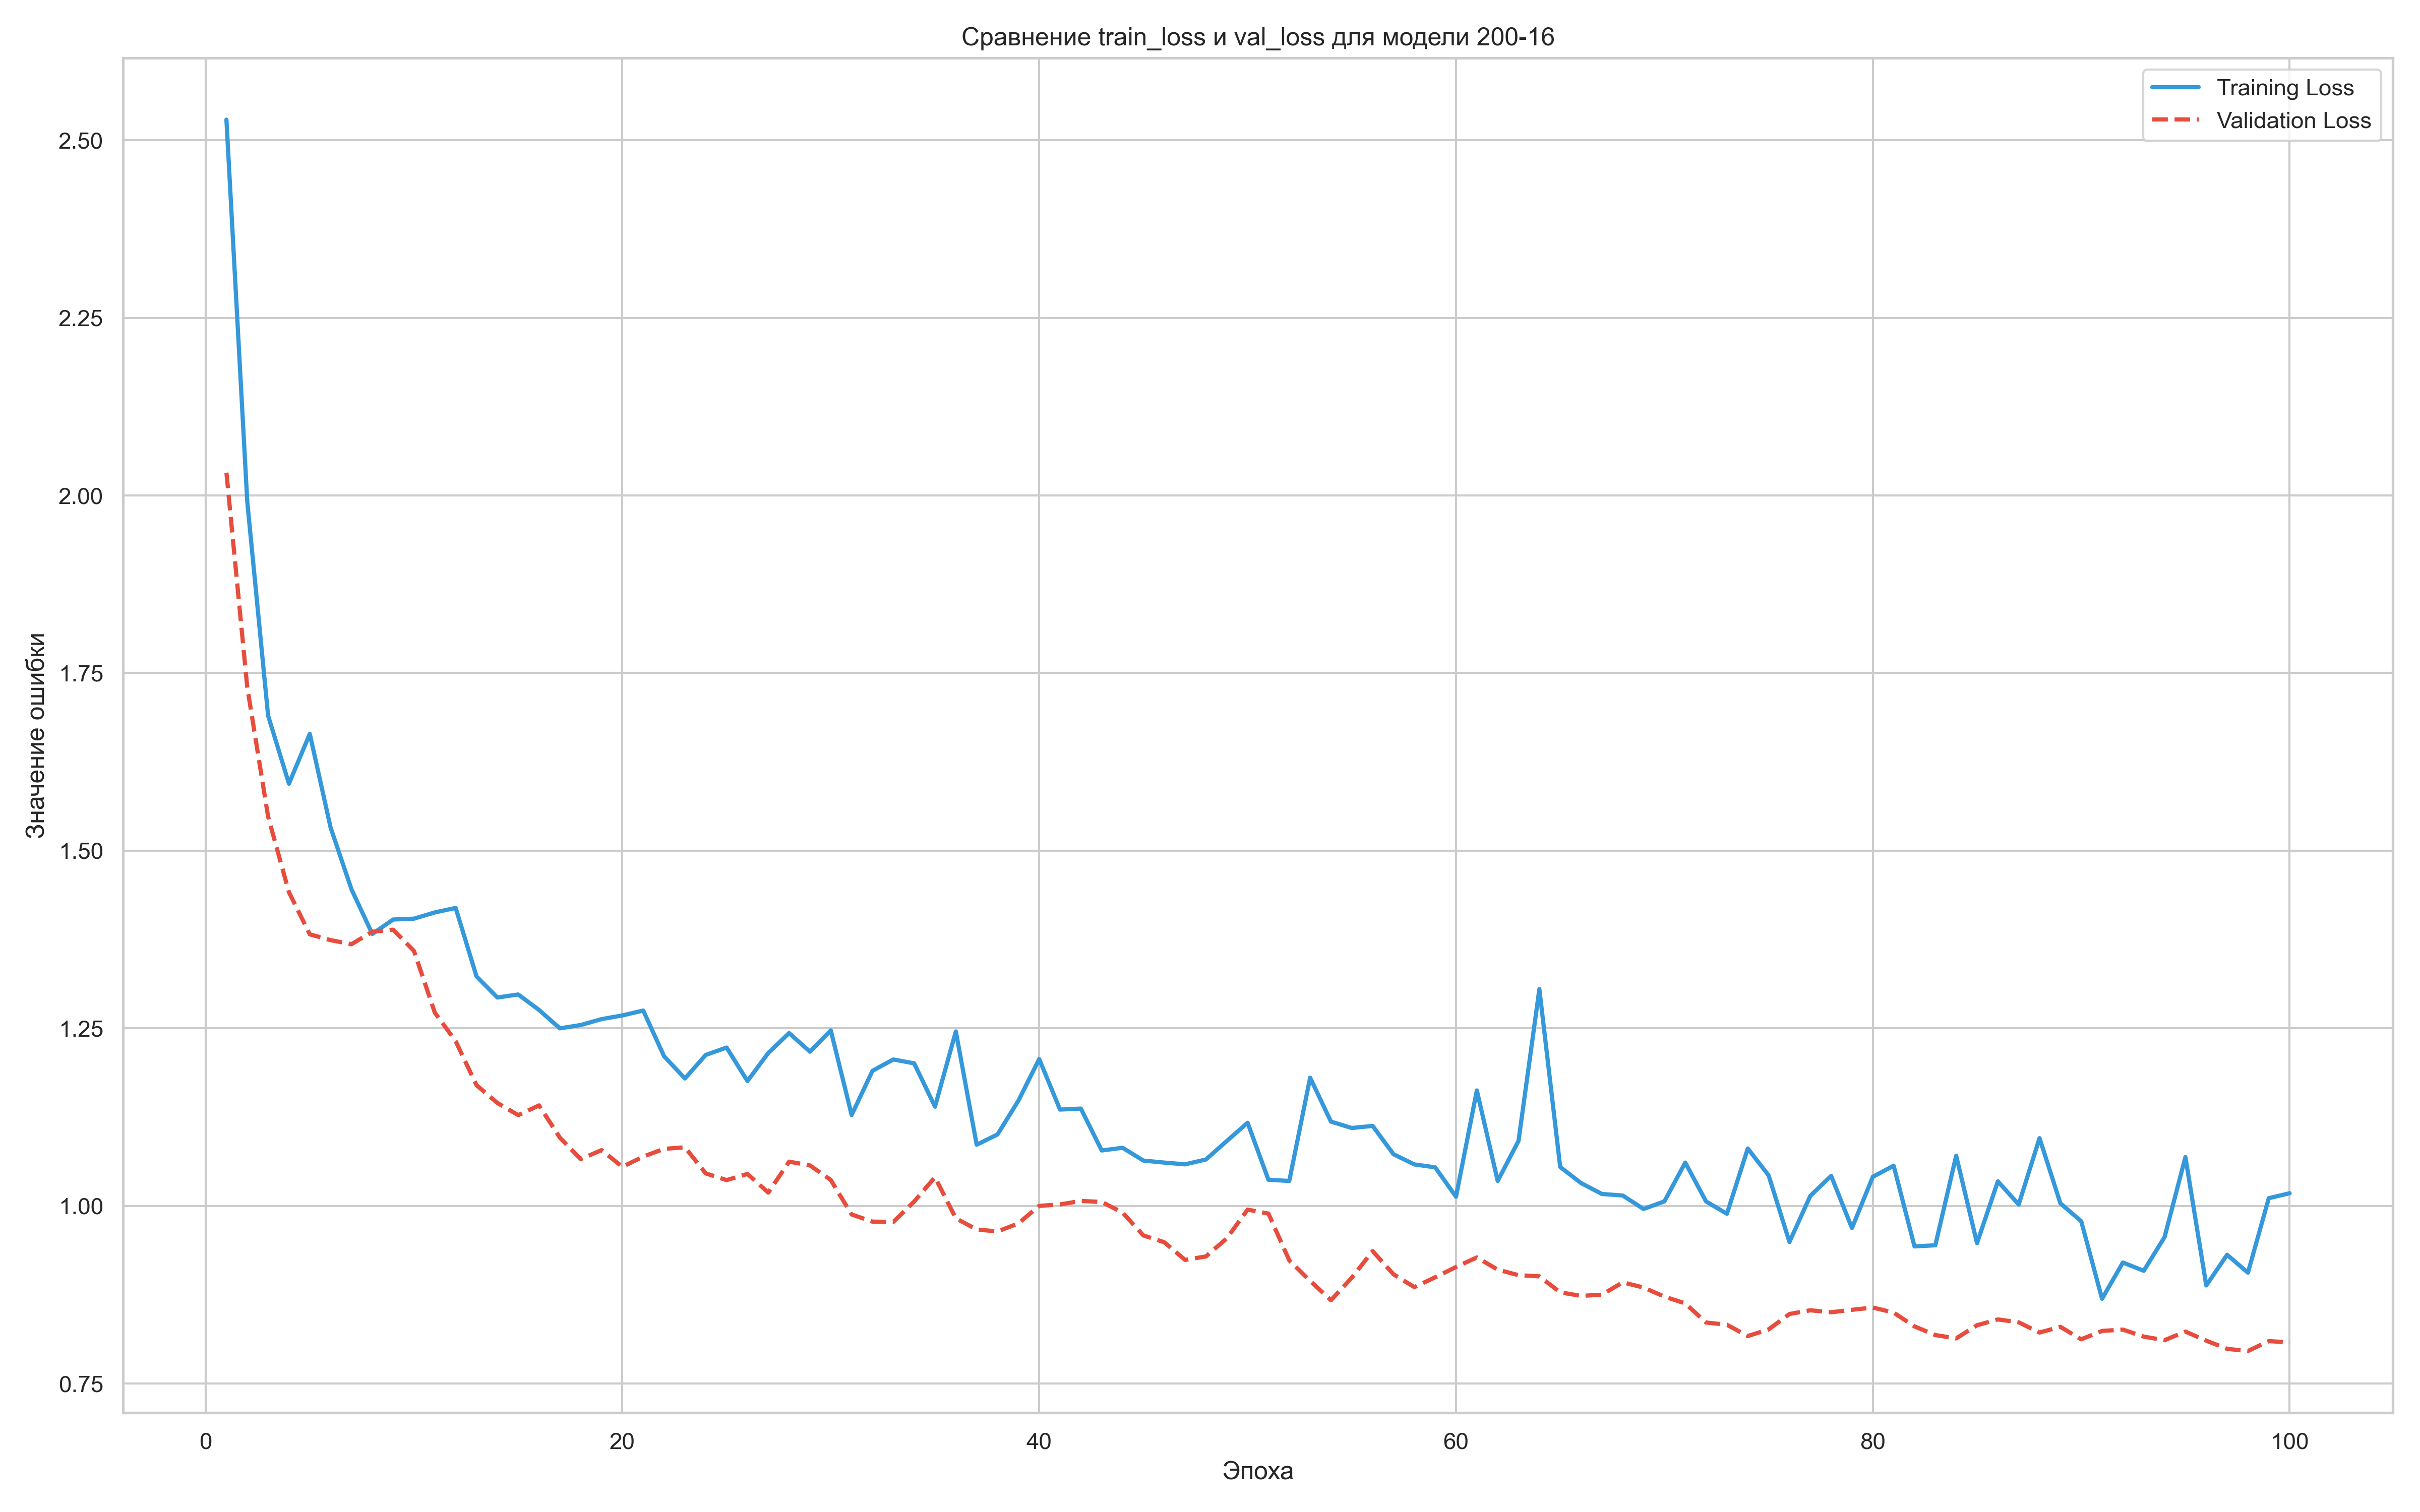 Сравнение train_loss и val_loss для модели 200-16
Training Loss
Validation Loss
2.50
2.25
2.00
1.75
1.50
1.25
1.00
0.75
Значение ошибки
0
20
40
60
80
100
Эпоха